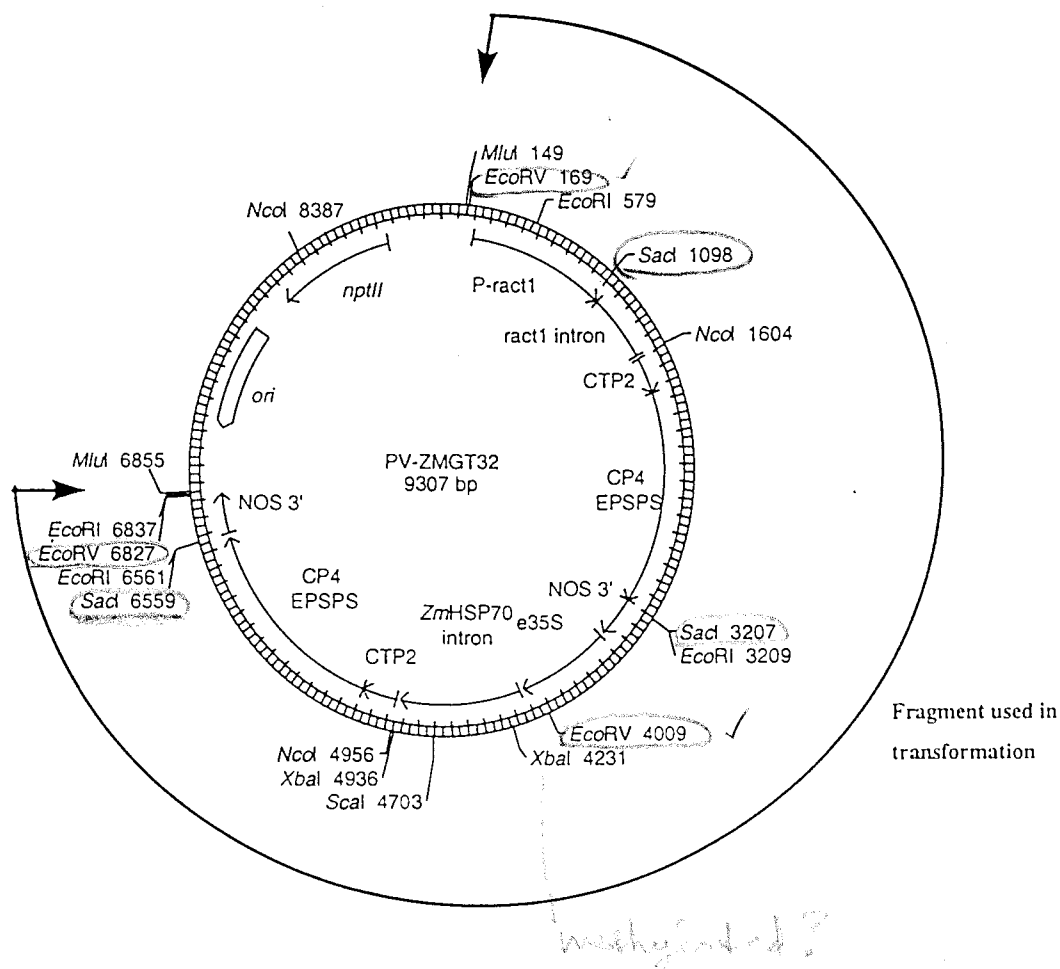 MluI 149
EcoRV 169
EcoRI 579
NcoI 8387
SacI 1098
P-ract1
nptII
NcoI 1604
ract1 intron
CTP2
ori
MluI 6855
PV-ZMGT32
9307 bp
CP4
EPSPS
NOS 3'
EcoRI 6837
EcoRV 6827
EcoRI 6561
SacI 6559
CP4
EPSPS
NOS 3'
ZmHSP70
intron
e35S
SacI 3207
EcoRI 3209
CTP2
Fragment used in
transformation
EcoRV 4009
XbaI 4231
NcoI 4956
XbaI 4936
ScaI 4703